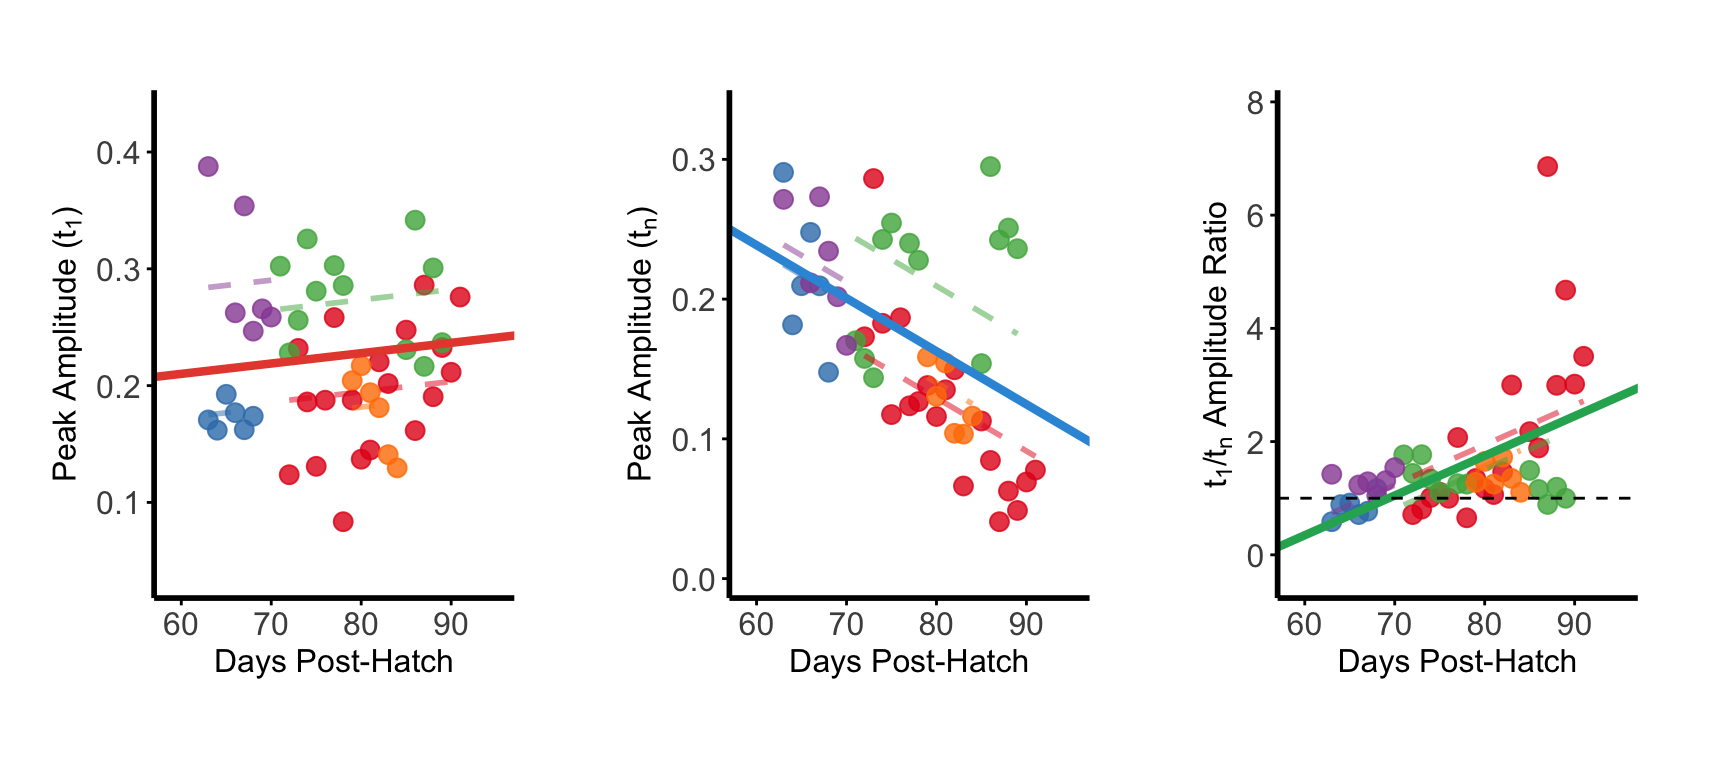 Peak Amplitude (t₁)
0.4
0.3
0.2
0.1
60 70 80 90
Days Post-Hatch
Peak Amplitude (tₙ)
0.3
0.2
0.1
0.0
60 70 80 90
Days Post-Hatch
t₁/tₙ Amplitude Ratio
8
6
4
2
0
60 70 80 90
Days Post-Hatch